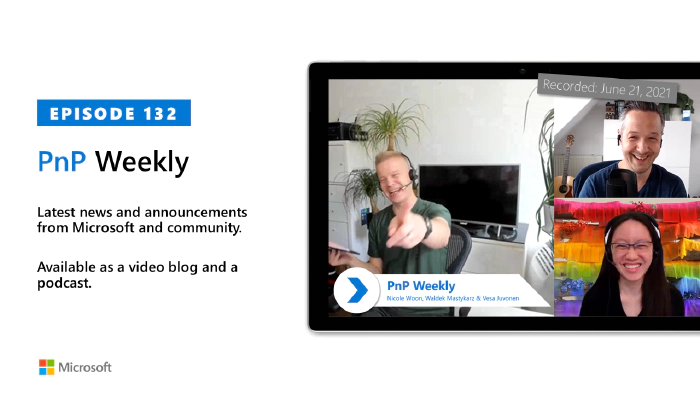 EPISODE 132
PnP Weekly
Latest news and announcements
from Microsoft and community.
Available as a video blog and a
podcast.
Microsoft
Recorded: June 21, 2021
PnP Weekly
Nicole Woon, Waldek Mastykarz & Vesa Juvonen